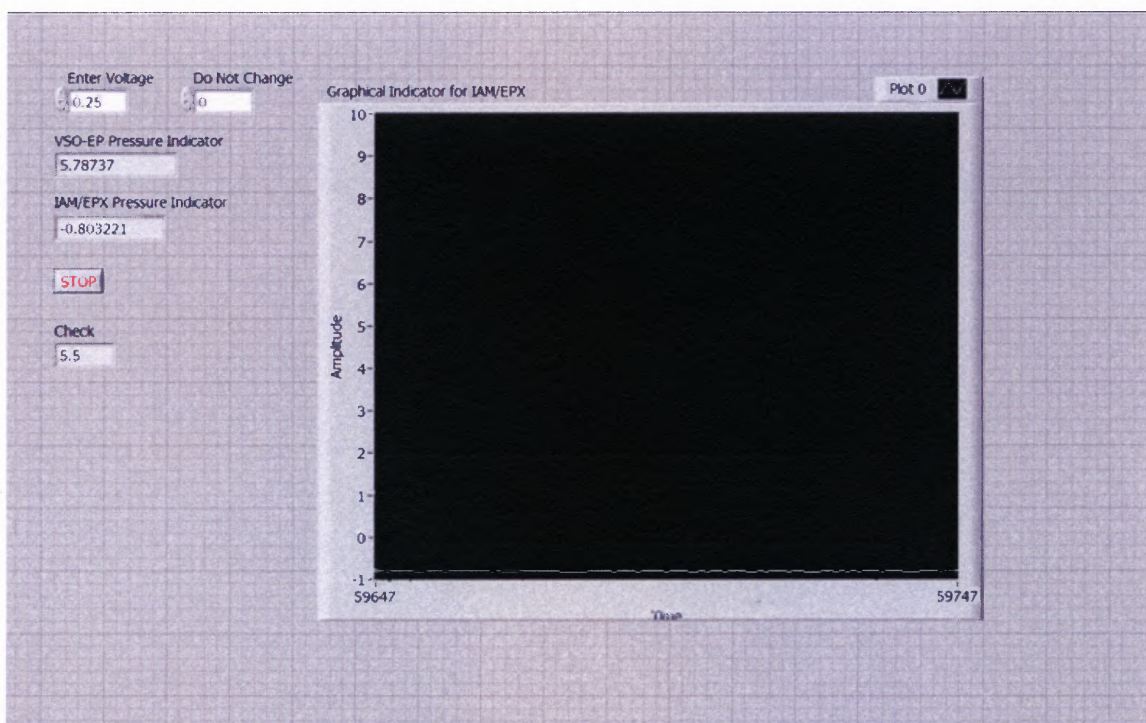 Enter Voltage
Do Not Change
0.25
0
VSO-EP Pressure Indicator
5.78737
IAM/EPX Pressure Indicator
-0.803221
STOP
Check
5.5
Graphical Indicator for IAM/EPX
Plot 0
10
9
8
7
6
5
4
3
2
1
0
-1
Amplitude
59647
59747
Time